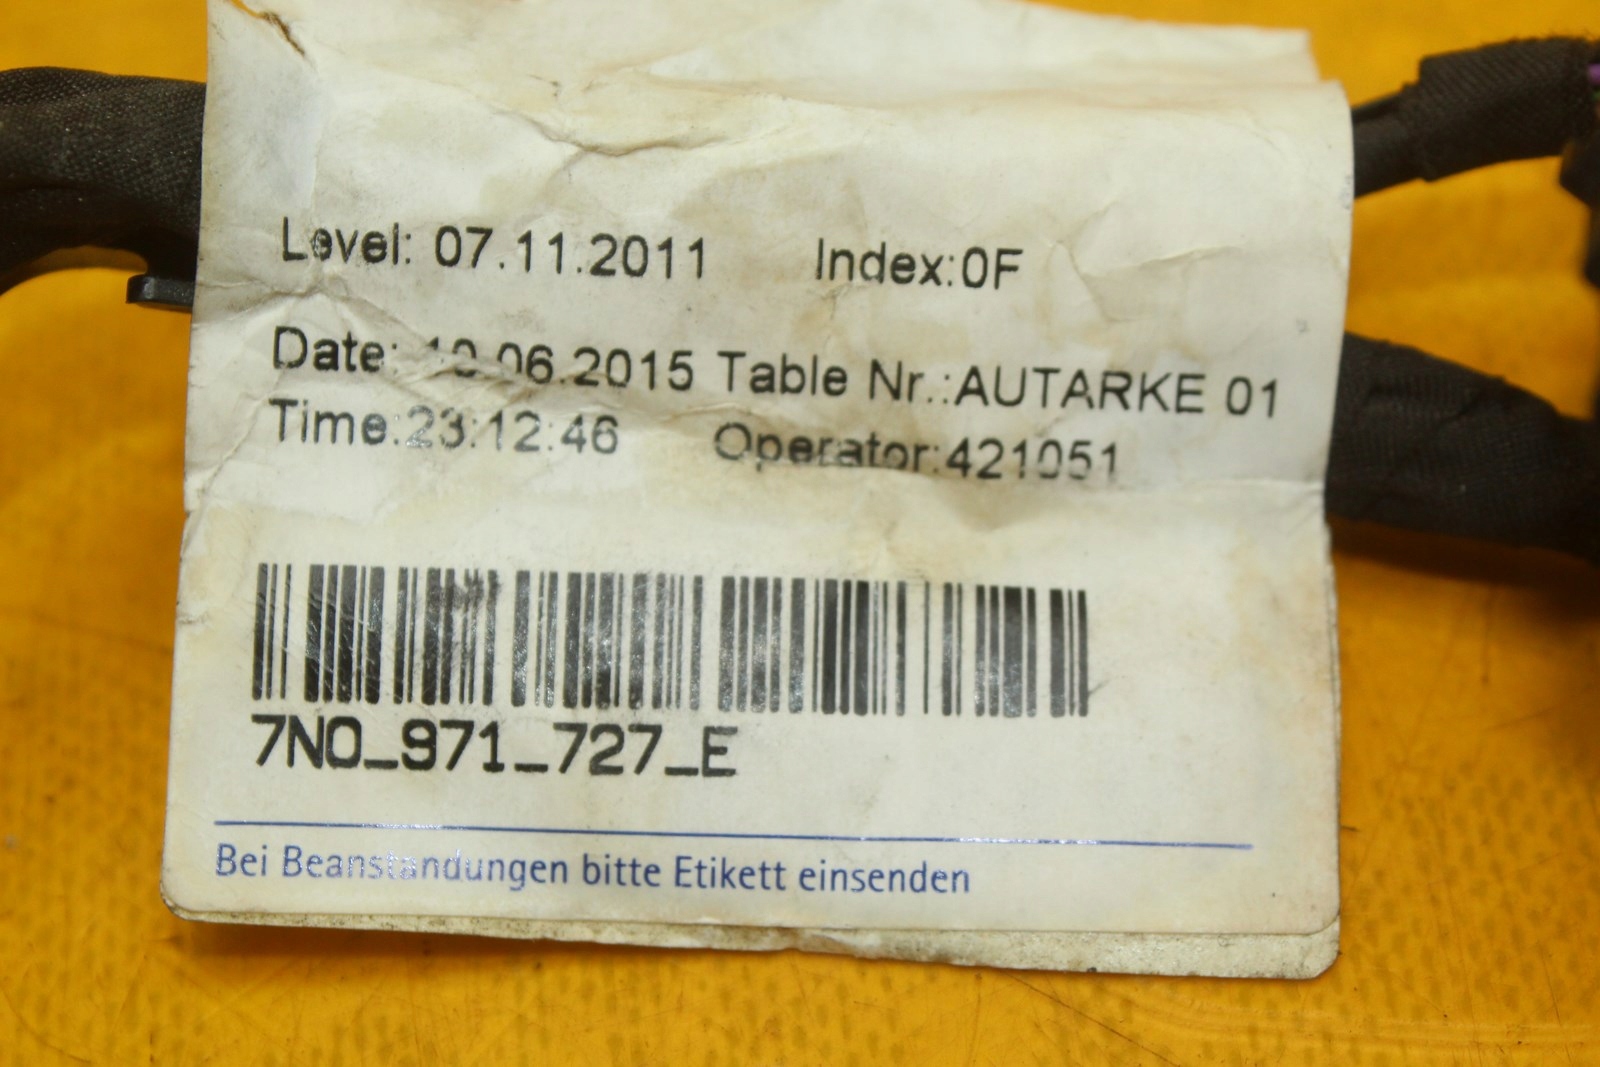 Level: 07.11.2011 Index:0F
Date: 06.2015 Table Nr.:AUTARKE 01
Time:23:12:46 Operator:421051
7N0_971_727_E
Bei Beanstandungen bitte Etikett einsenden